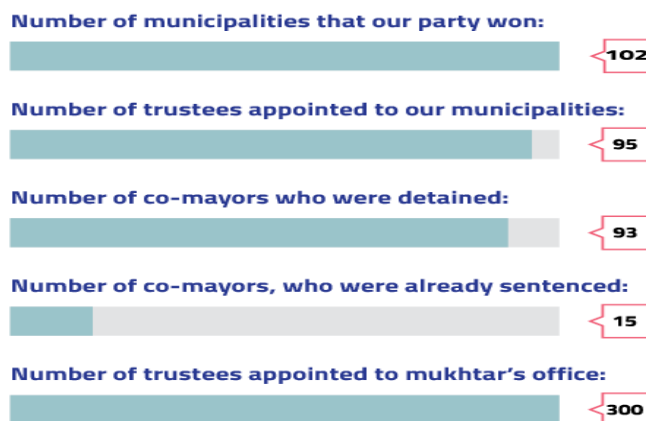 Number of municipalities that our party won:
102
Number of trustees appointed to our municipalities:
95
Number of co-mayors who were detained:
93
Number of co-mayors, who were already sentenced:
15
Number of trustees appointed to mukhtar’s office:
300